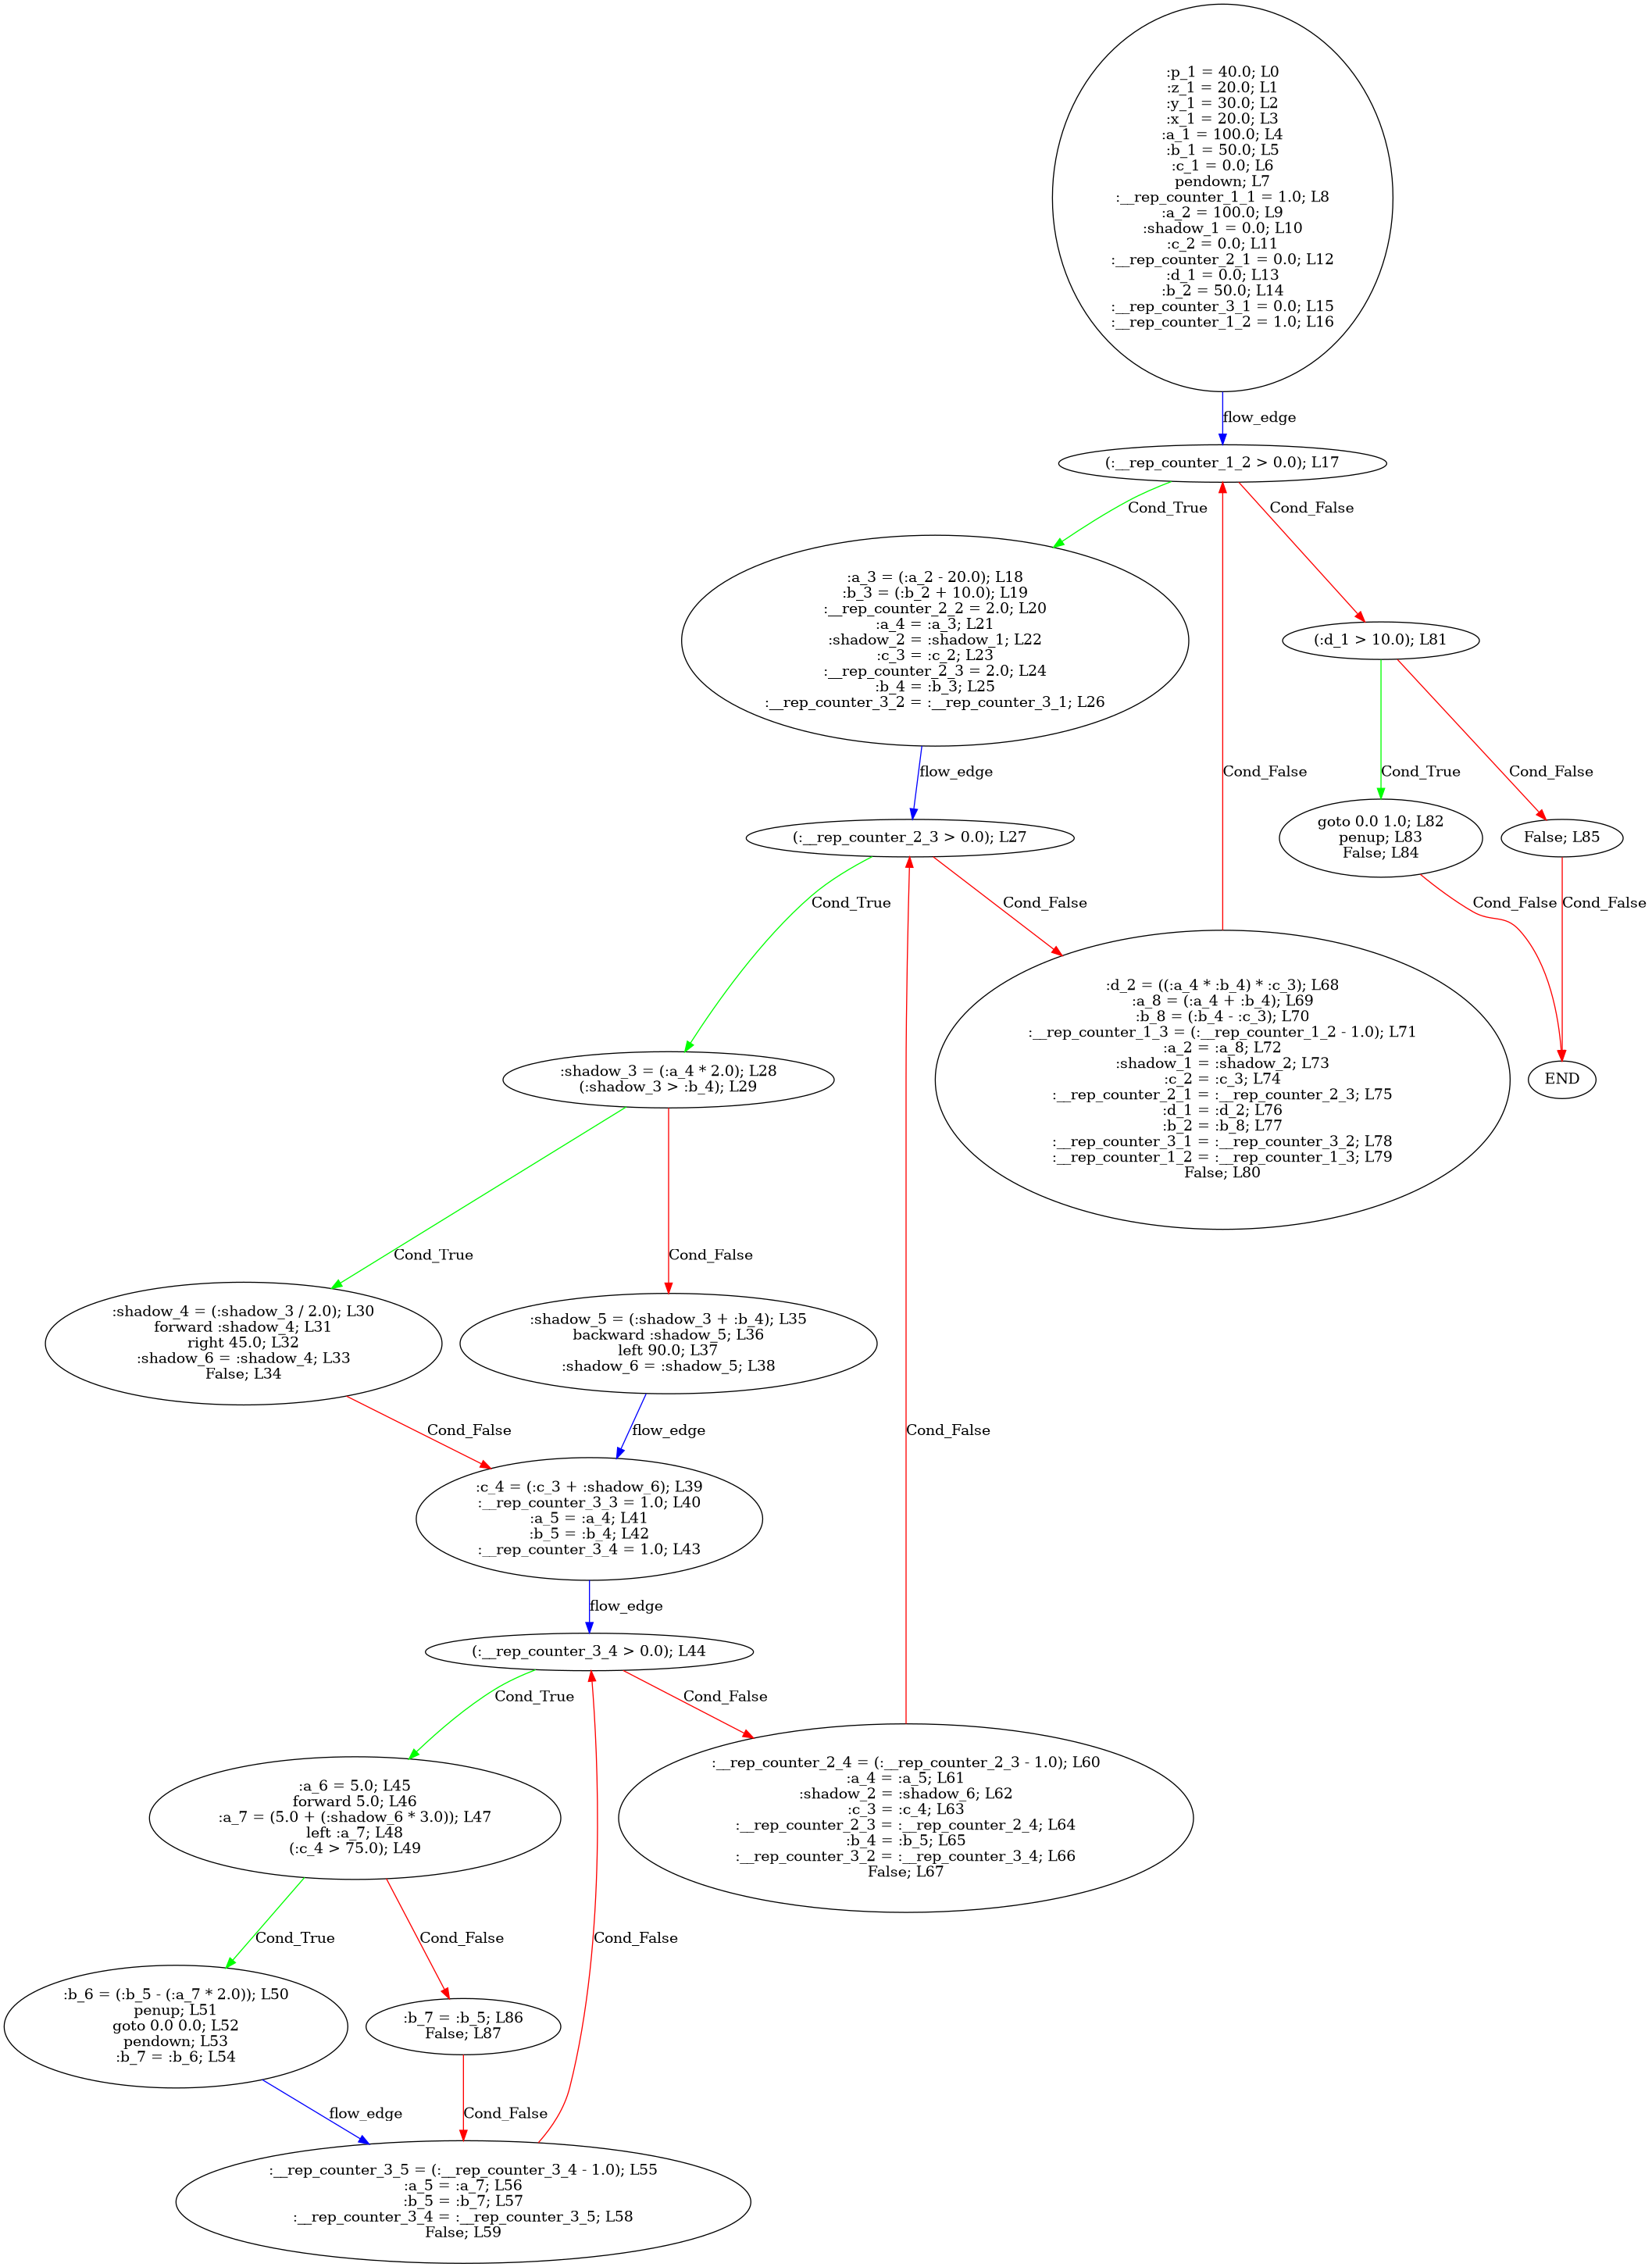 :p_1 = 40.0; L0
:z_1 = 20.0; L1
:y_1 = 30.0; L2
:x_1 = 20.0; L3
:a_1 = 100.0; L4
:b_1 = 50.0; L5
:c_1 = 0.0; L6
pendown; L7
:__rep_counter_1_1 = 1.0; L8
:a_2 = 100.0; L9
:shadow_1 = 0.0; L10
:c_2 = 0.0; L11
:__rep_counter_2_1 = 0.0; L12
:d_1 = 0.0; L13
:b_2 = 50.0; L14
:__rep_counter_3_1 = 0.0; L15
:__rep_counter_1_2 = 1.0; L16
flow_edge
(:__rep_counter_1_2 > 0.0); L17
Cond_True
Cond_False
:a_3 = (:a_2 - 20.0); L18
:b_3 = (:b_2 + 10.0); L19
:__rep_counter_2_2 = 2.0; L20
:a_4 = :a_3; L21
:shadow_2 = :shadow_1; L22
:c_3 = :c_2; L23
:__rep_counter_2_3 = 2.0; L24
:b_4 = :b_3; L25
:__rep_counter_3_2 = :__rep_counter_3_1; L26
(:d_1 > 10.0); L81
flow_edge
Cond_False
Cond_True
Cond_False
(:__rep_counter_2_3 > 0.0); L27
goto 0.0 1.0; L82
penup; L83
False; L84
False; L85
Cond_True
Cond_False
Cond_False
Cond_False
:d_2 = ((:a_4 * :b_4) * :c_3); L68
:a_8 = (:a_4 + :b_4); L69
:b_8 = (:b_4 - :c_3); L70
:__rep_counter_1_3 = (:__rep_counter_1_2 - 1.0); L71
:a_2 = :a_8; L72
:shadow_1 = :shadow_2; L73
:c_2 = :c_3; L74
:__rep_counter_2_1 = :__rep_counter_2_3; L75
:d_1 = :d_2; L76
:b_2 = :b_8; L77
:__rep_counter_3_1 = :__rep_counter_3_2; L78
:__rep_counter_1_2 = :__rep_counter_1_3; L79
False; L80
END
:shadow_3 = (:a_4 * 2.0); L28
(:shadow_3 > :b_4); L29
Cond_True
Cond_False
:shadow_4 = (:shadow_3 / 2.0); L30
forward :shadow_4; L31
right 45.0; L32
:shadow_6 = :shadow_4; L33
False; L34
:shadow_5 = (:shadow_3 + :b_4); L35
backward :shadow_5; L36
left 90.0; L37
:shadow_6 = :shadow_5; L38
Cond_False
flow_edge
Cond_False
:c_4 = (:c_3 + :shadow_6); L39
:__rep_counter_3_3 = 1.0; L40
:a_5 = :a_4; L41
:b_5 = :b_4; L42
:__rep_counter_3_4 = 1.0; L43
flow_edge
(:__rep_counter_3_4 > 0.0); L44
Cond_True
Cond_False
:a_6 = 5.0; L45
forward 5.0; L46
:a_7 = (5.0 + (:shadow_6 * 3.0)); L47
left :a_7; L48
(:c_4 > 75.0); L49
:__rep_counter_2_4 = (:__rep_counter_2_3 - 1.0); L60
:a_4 = :a_5; L61
:shadow_2 = :shadow_6; L62
:c_3 = :c_4; L63
:__rep_counter_2_3 = :__rep_counter_2_4; L64
:b_4 = :b_5; L65
:__rep_counter_3_2 = :__rep_counter_3_4; L66
False; L67
Cond_True
Cond_False
Cond_False
:b_6 = (:b_5 - (:a_7 * 2.0)); L50
penup; L51
goto 0.0 0.0; L52
pendown; L53
:b_7 = :b_6; L54
:b_7 = :b_5; L86
False; L87
flow_edge
Cond_False
:__rep_counter_3_5 = (:__rep_counter_3_4 - 1.0); L55
:a_5 = :a_7; L56
:b_5 = :b_7; L57
:__rep_counter_3_4 = :__rep_counter_3_5; L58
False; L59